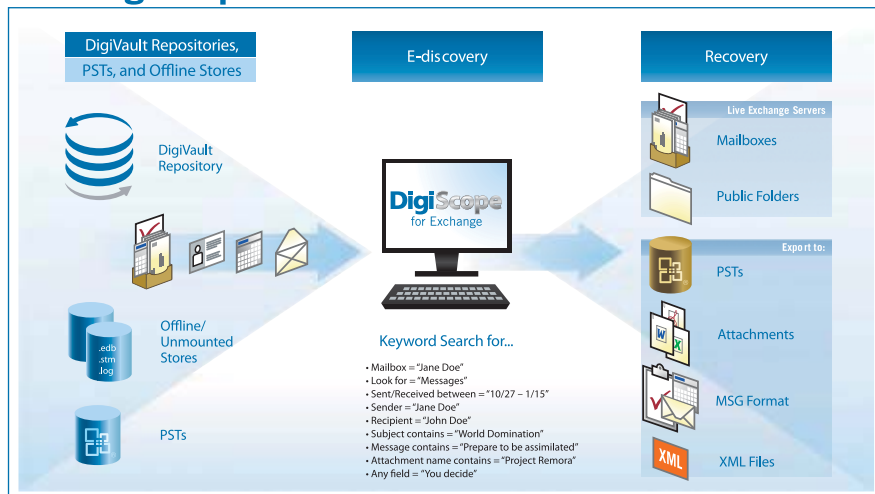 DigiVault Repositories,
PSTs, and Offline Stores
DigiVault
Repository
Offline/
Unmounted
Stores
.edb
.stm
.log
PSTs
E-discovery
DigiScope
for Exchange
Keyword Search for...
• Mailbox = “Jane Doe”
• Look for = “Messages”
• Sent/Received between = “10/27 – 1/15”
• Sender = “Jane Doe”
• Recipient = “John Doe”
• Subject contains = “World Domination”
• Message contains = “Prepare to be assimilated”
• Attachment name contains = “Project Remora”
• Any field = “You decide”
Recovery
Live Exchange Servers
Mailboxes
Public Folders
Export to:
PSTs
W
X
Attachments
MSG Format
XML
XML Files